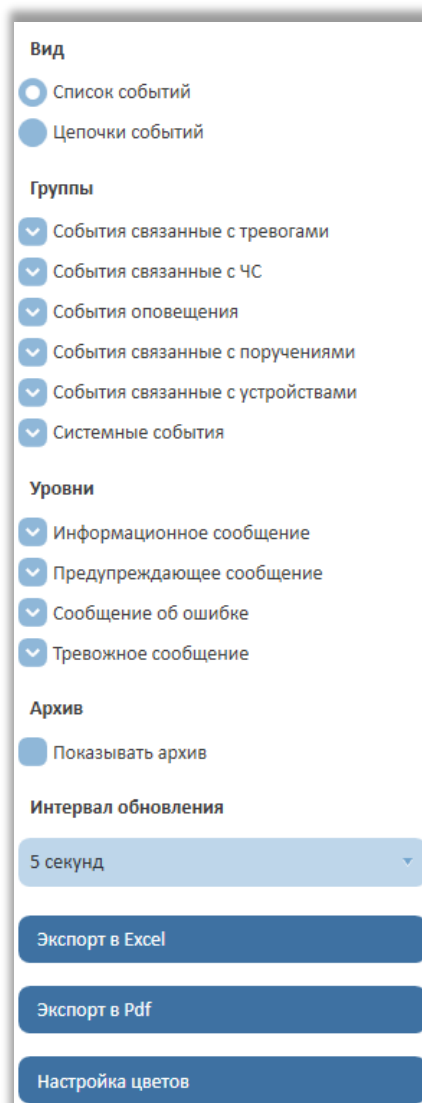 Вид
Список событий
Цепочки событий
Группы
События связанные с тревогами
События связанные с ЧС
События оповещения
События связанные с поручениями
События связанные с устройствами
Системные события
Уровни
Информационное сообщение
Предупреждающее сообщение
Сообщение об ошибке
Тревожное сообщение
Архив
Показывать архив
Интервал обновления
5 секунд
Экспорт в Excel
Экспорт в Pdf
Настройка цветов